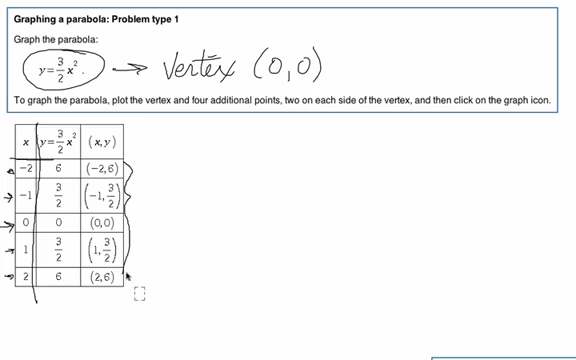 Graphing a parabola: Problem type 1
Graph the parabola:
y=3/2 x². → Vertex (0,0)
To graph the parabola, plot the vertex and four additional points, two on each side of the vertex, and then click on the graph icon.
x y=3/2 x² (x,y)
−2 6 (−2,6)
−1 3/2 (−1,3/2)
0 0 (0,0)
1 3/2 (1,3/2)
2 6 (2,6)